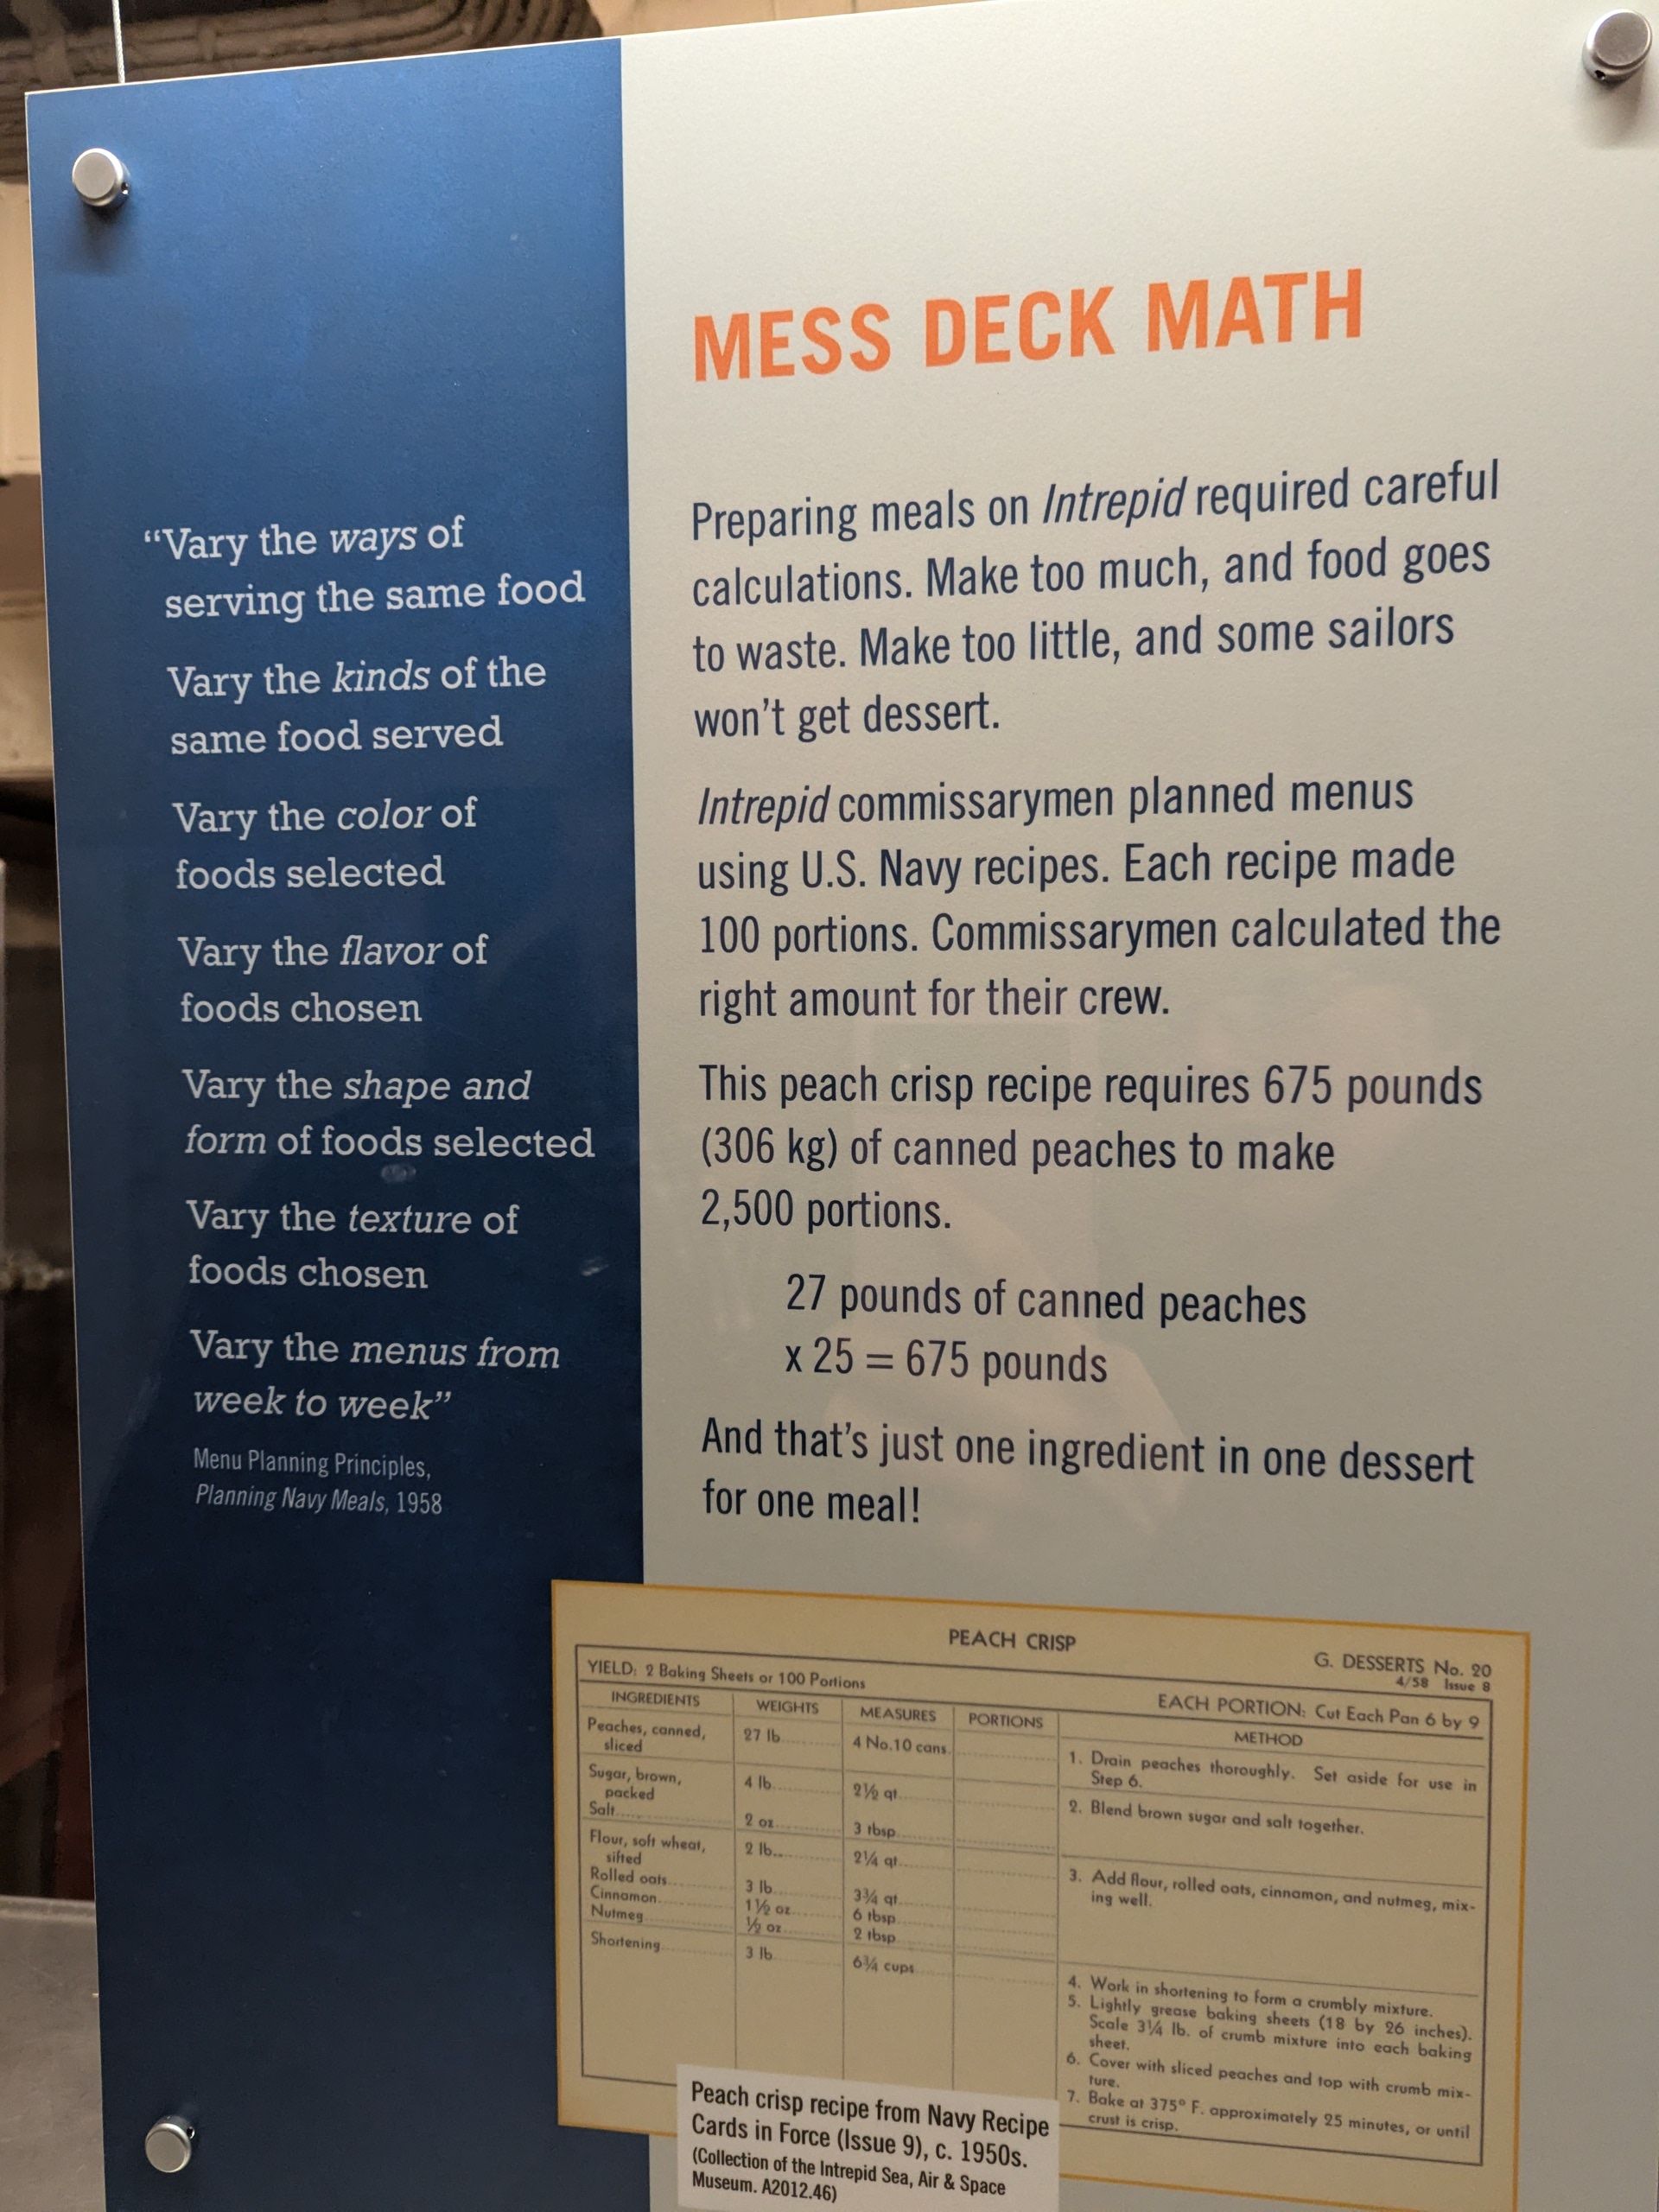 "Vary the ways of
serving the same food
Vary the kinds of the
same food served
Vary the color of
foods selected
Vary the flavor of
foods chosen
Vary the shape and
form of foods selected
Vary the texture of
foods chosen
Vary the menus from
week to week"
Menu Planning Principles,
Planning Navy Meals, 1958
MESS DECK MATH
Preparing meals on Intrepid required careful
calculations. Make too much, and food goes
to waste. Make too little, and some sailors
won't get dessert.
Intrepid commissarymen planned menus
using U.S. Navy recipes. Each recipe made
100 portions. Commissarymen calculated the
right amount for their crew.
This peach crisp recipe requires 675 pounds
(306 kg) of canned peaches to make
2,500 portions.
27 pounds of canned peaches
x 25 = 675 pounds
And that's just one ingredient in one dessert
for one meal!
PEACH CRISP
G. DESSERTS No. 20
4/58 Issue 8
YIELD: 2 Baking Sheets or 100 Portions
EACH PORTION: Cut Each Pan 6 by 9
INGREDIENTS WEIGHTS MEASURES PORTIONS METHOD
Peaches, canned,
sliced 27 lb 4 No.10 cans
Sugar, brown,
packed 4 lb 2½ qt
Salt 2 oz 3 tbsp
Flour, soft wheat,
sifted 2 lb 2¼ qt
Rolled oats 3 lb 3¾ qt
Cinnamon 1½ oz 6 tbsp
Nutmeg ½ oz 2 tbsp
Shortening 3 lb 6¾ cups
1. Drain peaches thoroughly. Set aside for use in
Step 6.
2. Blend brown sugar and salt together.
3. Add flour, rolled oats, cinnamon, and nutmeg, mix-
ing well.
4. Work in shortening to form a crumbly mixture.
5. Lightly grease baking sheets (18 by 26 inches).
Scale 3¼ lb. of crumb mixture into each baking
sheet.
6. Cover with sliced peaches and top with crumb mix-
ture.
7. Bake at 375° F. approximately 25 minutes, or until
crust is crisp.
Peach crisp recipe from Navy Recipe
Cards in Force (Issue 9), c. 1950s.
(Collection of the Intrepid Sea, Air & Space
Museum. A2012.46)